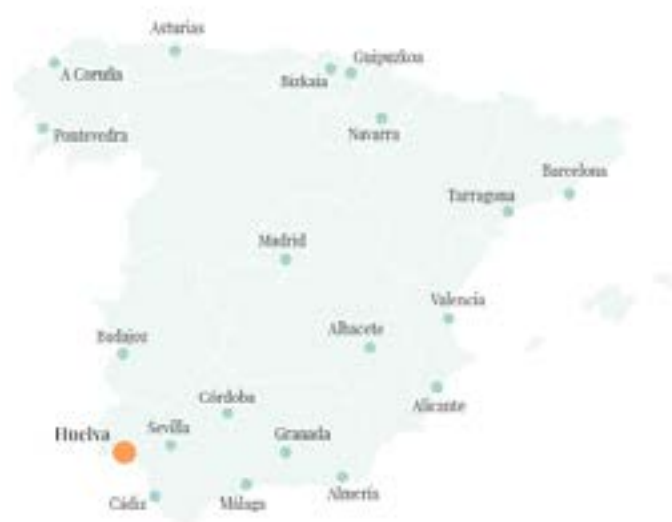 Asturias
Guipuzkoa
A Coruña
Bizkaia
Pontevedra
Navarra
Barcelona
Tarragona
Madrid
Valencia
Albacete
Badajoz
Córdoba
Alicante
Huelva
Sevilla
Granada
Cádiz
Málaga
Almería